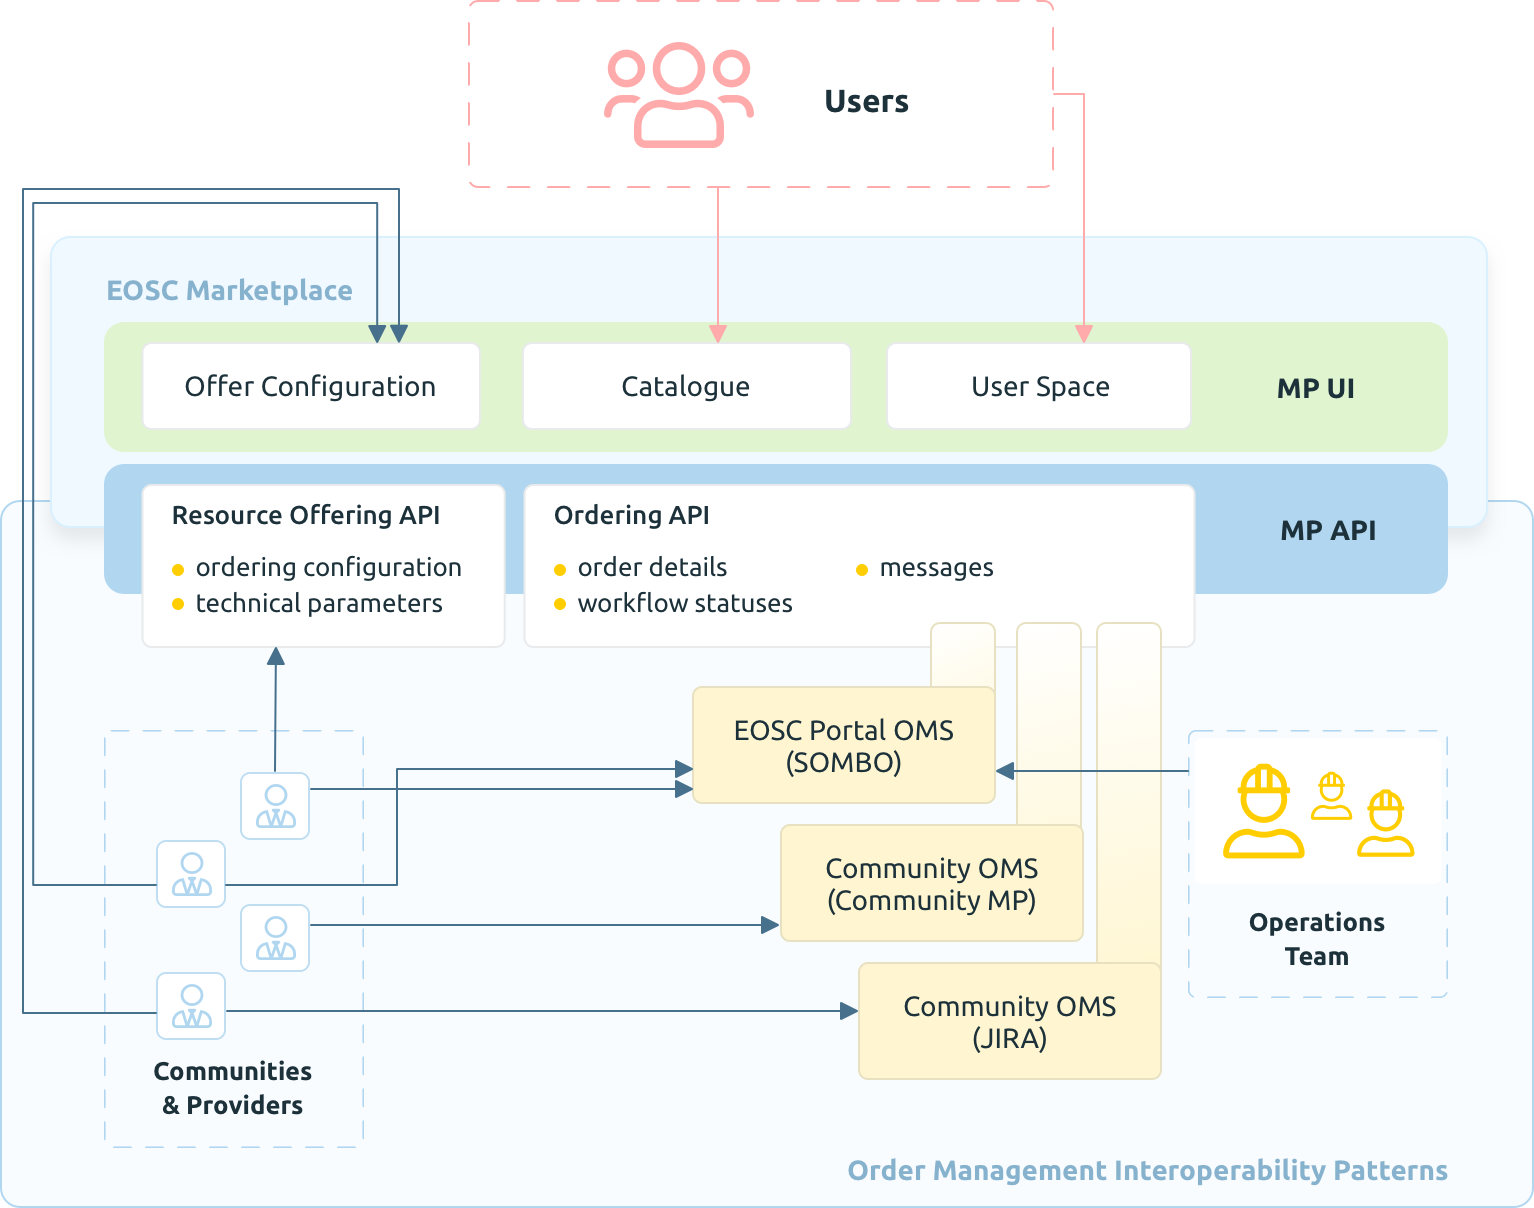 Users
EOSC Marketplace
Offer Configuration
Catalogue
User Space
MP UI
Resource Offering API
ordering configuration
technical parameters
Ordering API
order details
workflow statuses
messages
MP API
EOSC Portal OMS
(SOMBO)
Community OMS
(Community MP)
Community OMS
(JIRA)
Operations
Team
Communities
& Providers
Order Management Interoperability Patterns